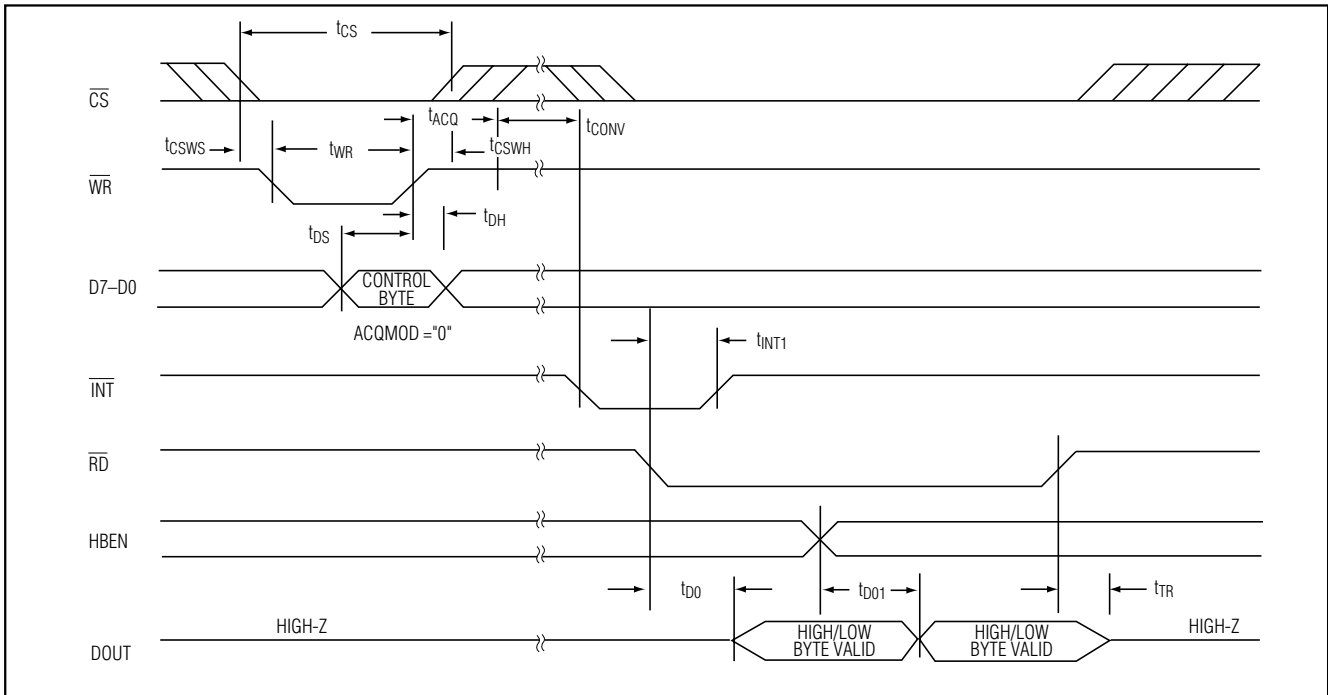 tCS
CS
tACQ
tCONV
tCSWS
tWR
tCSWH
WR
tDH
tDS
D7–D0
CONTROL
BYTE
ACQMOD ="0"
tINT1
INT
RD
HBEN
tD0
tD01
tTR
HIGH-Z
HIGH/LOW
BYTE VALID
HIGH/LOW
BYTE VALID
HIGH-Z
DOUT